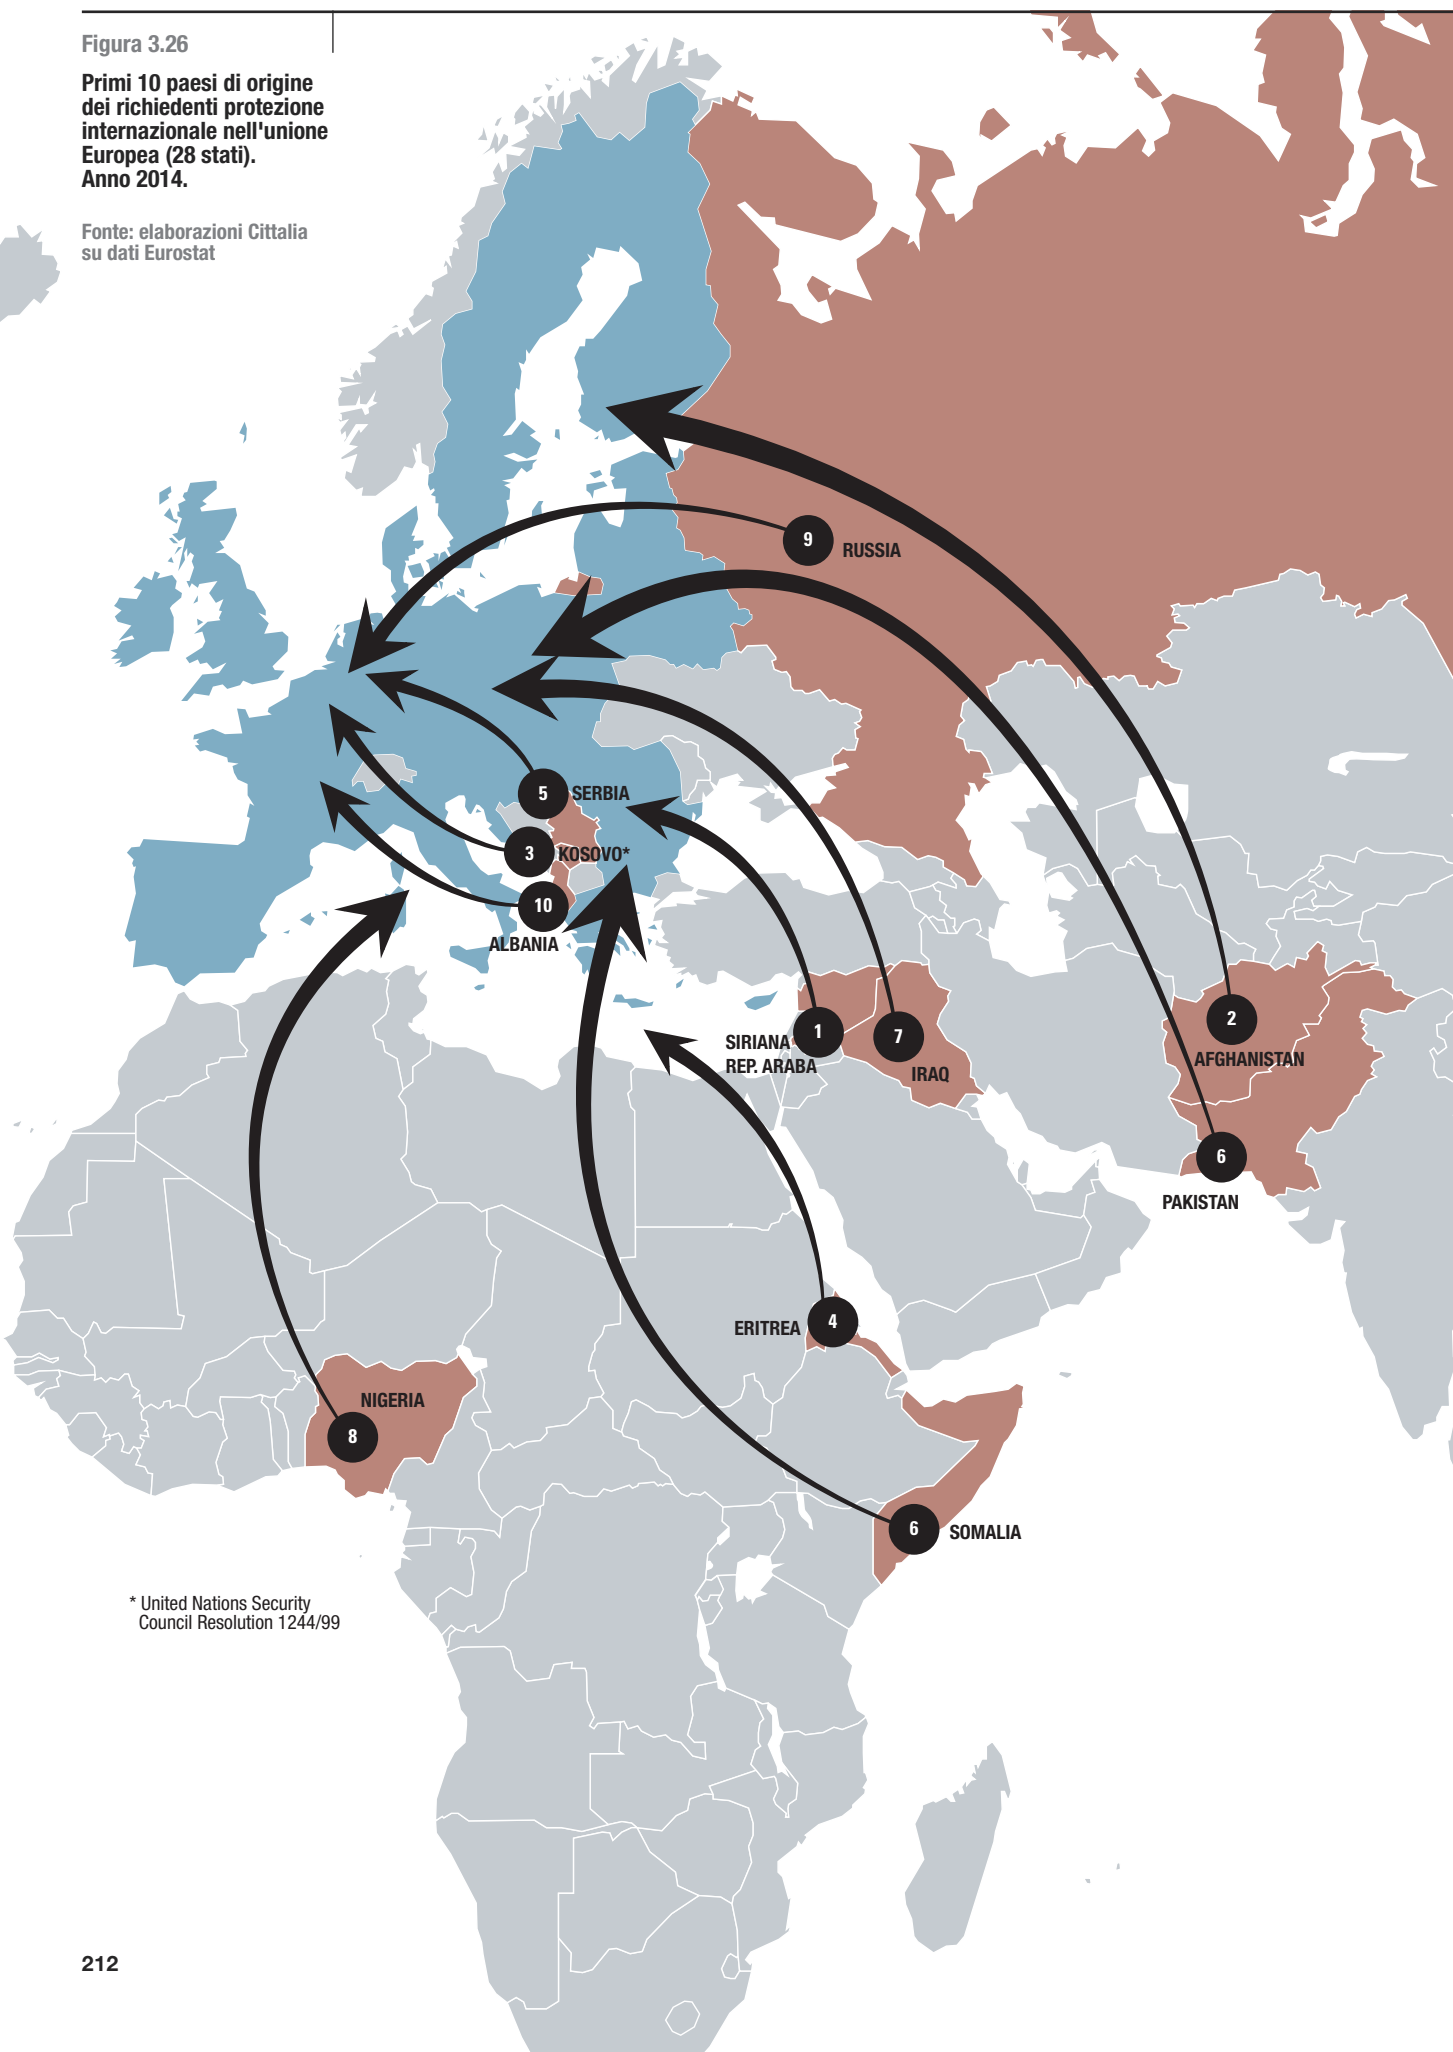 Figura 3.26
Primi 10 paesi di origine
dei richiedenti protezione
internazionale nell'unione
Europea (28 stati).
Anno 2014.
Fonte: elaborazioni Cittalia
su dati Eurostat
9
RUSSIA
5
SERBIA
3
KOSOVO*
10
ALBANIA
1
SIRIANA
REP. ARABA
7
IRAQ
2
AFGHANISTAN
6
PAKISTAN
4
ERITREA
NIGERIA
8
6
SOMALIA
* United Nations Security
Council Resolution 1244/99
212